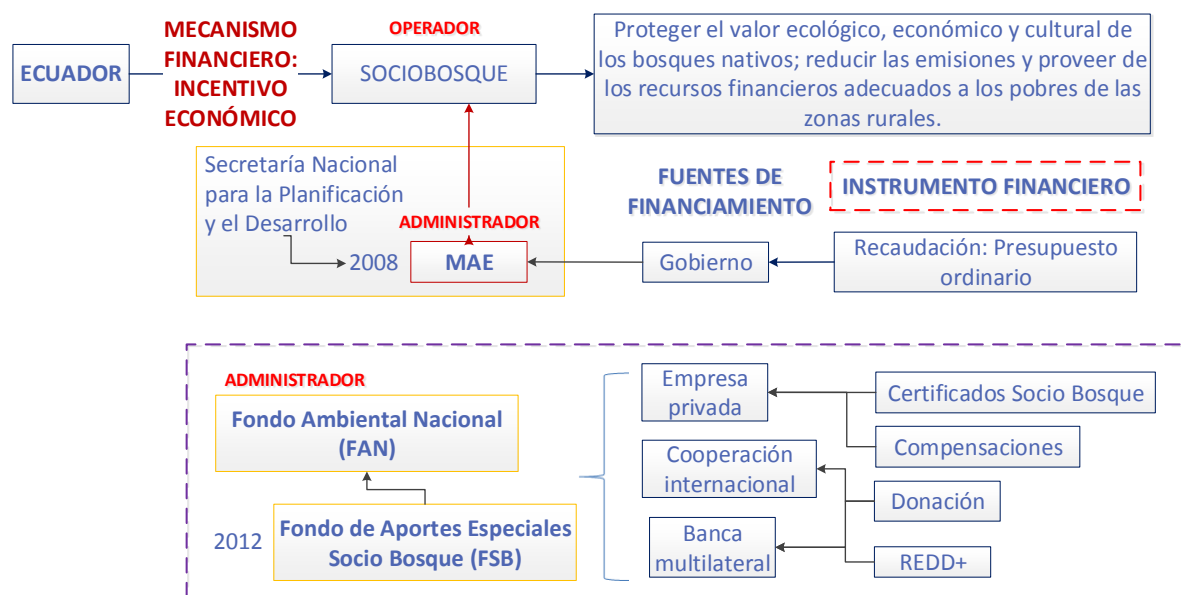 ECUADOR
MECANISMO
FINANCIERO:
INCENTIVO
ECONÓMICO
OPERADOR
SOCIOBOSQUE
Proteger el valor ecológico, económico y cultural de
los bosques nativos; reducir las emisiones y proveer de
los recursos financieros adecuados a los pobres de las
zonas rurales.
Secretaría Nacional
para la Planificación
y el Desarrollo
2008
ADMINISTRADOR
MAE
FUENTES DE
FINANCIAMIENTO
INSTRUMENTO FINANCIERO
Gobierno
Recaudación: Presupuesto
ordinario
ADMINISTRADOR
Fondo Ambiental Nacional
(FAN)
2012
Fondo de Aportes Especiales
Socio Bosque (FSB)
Empresa
privada
Certificados Socio Bosque
Compensaciones
Cooperación
internacional
Donación
Banca
multilateral
REDD+